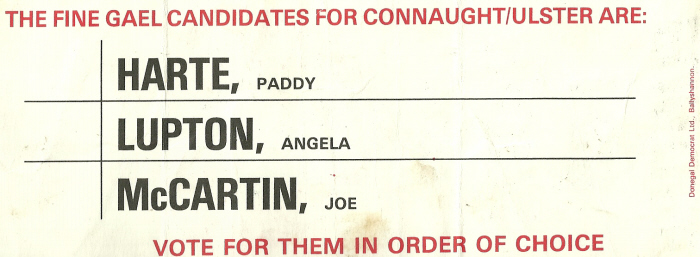 THE FINE GAEL CANDIDATES FOR CONNAUGHT/ULSTER ARE:
HARTE, PADDY
LUPTON, ANGELA
McCARTIN, JOE
VOTE FOR THEM IN ORDER OF CHOICE
Donegal Democrat Ltd., Ballyshannon.